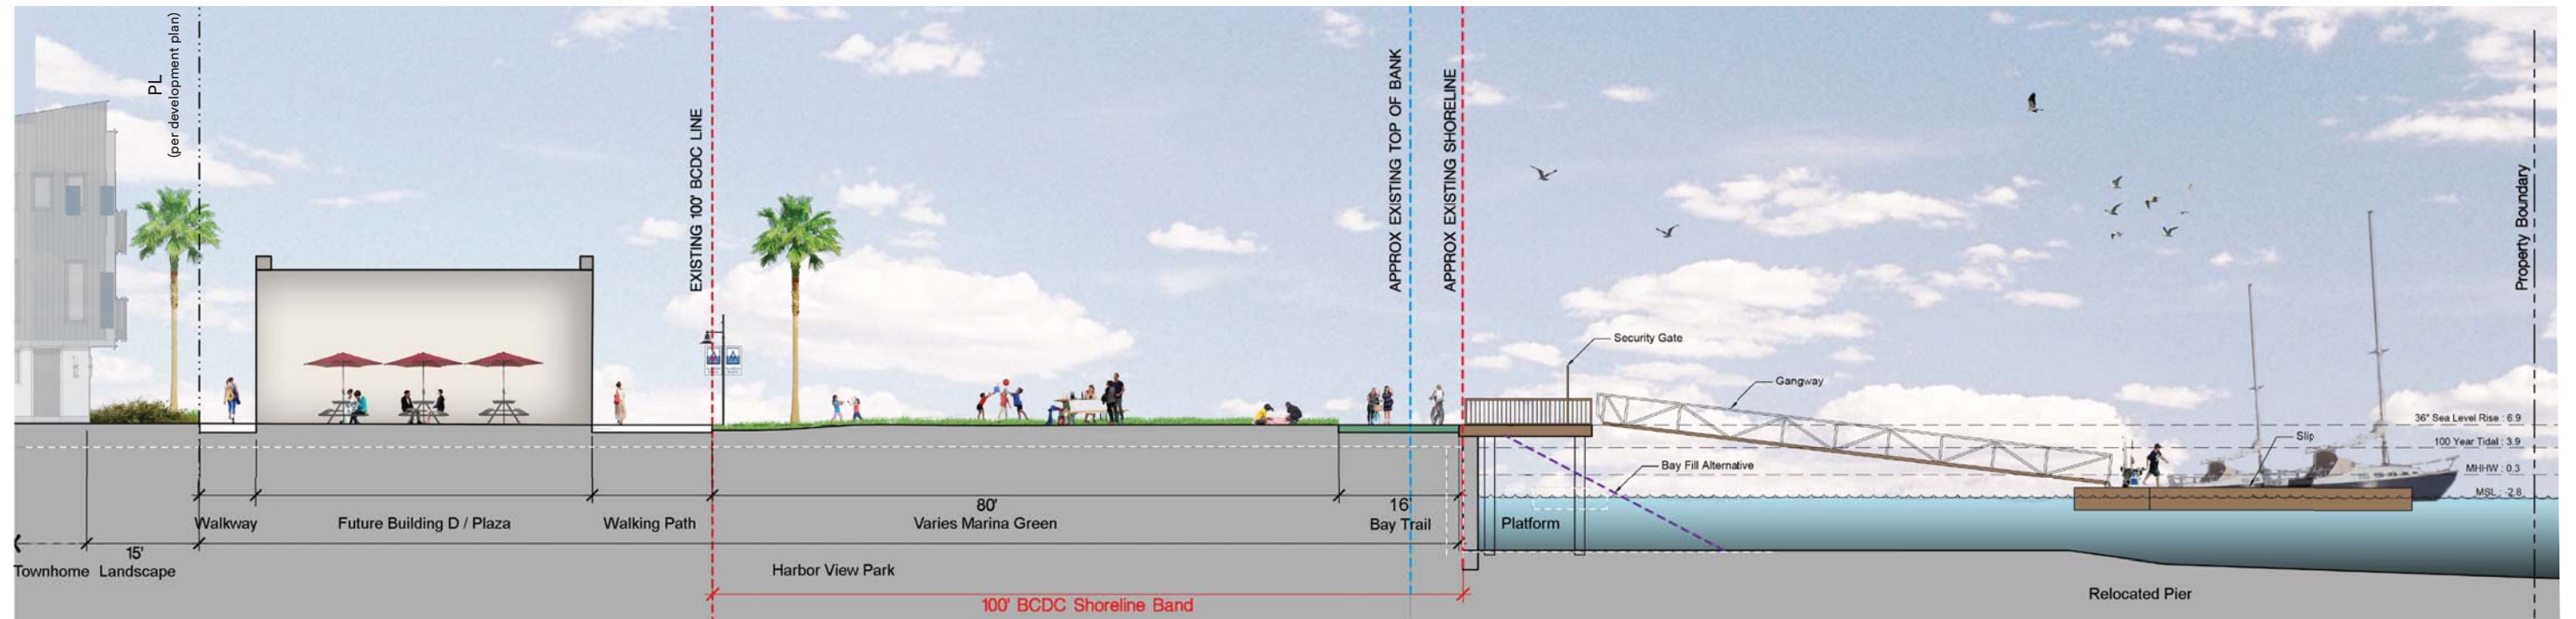 PL
(per development plan)
EXISTING 100' BCDC LINE
APPROX EXISTING TOP OF BANK
APPROX EXISTING SHORELINE
Property Boundary
Security Gate
Gangway
36" Sea Level Rise : 6.9
Slip
100 Year Tidal : 3.9
Bay Fill Alternative
MHHW : 0.3
MSL : -2.8
80'
16'
Walkway
Future Building D / Plaza
Walking Path
Varies Marina Green
Bay Trail
Platform
15'
Townhome
Landscape
Harbor View Park
Relocated Pier
100' BCDC Shoreline Band